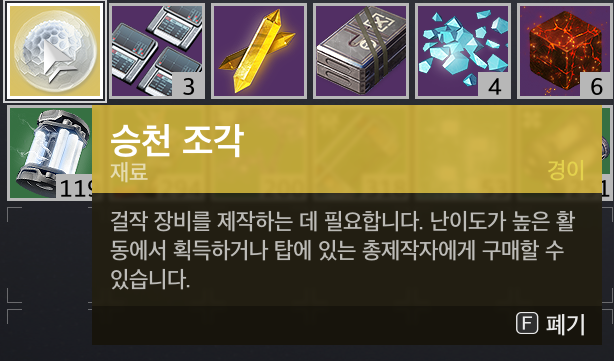 3
4
6
119
1
승천 조각
재료
경이
걸작 장비를 제작하는 데 필요합니다. 난이도가 높은 활
동에서 획득하거나 탑에 있는 총제작자에게 구매할 수
있습니다.
F 폐기